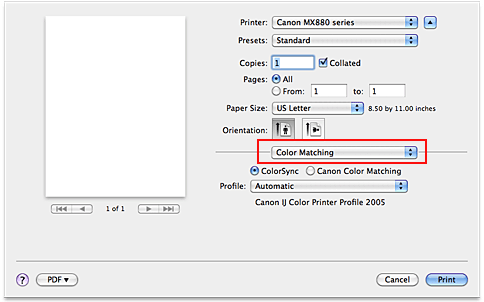 Printer: Canon MX880 series
Presets: Standard
Copies: 1 Collated
Pages: All
From: 1 to: 1
Paper Size: US Letter 8.50 by 11.00 inches
Orientation:
Color Matching
ColorSync Canon Color Matching
Profile: Automatic
Canon IJ Color Printer Profile 2005
1 of 1
? PDF Cancel Print